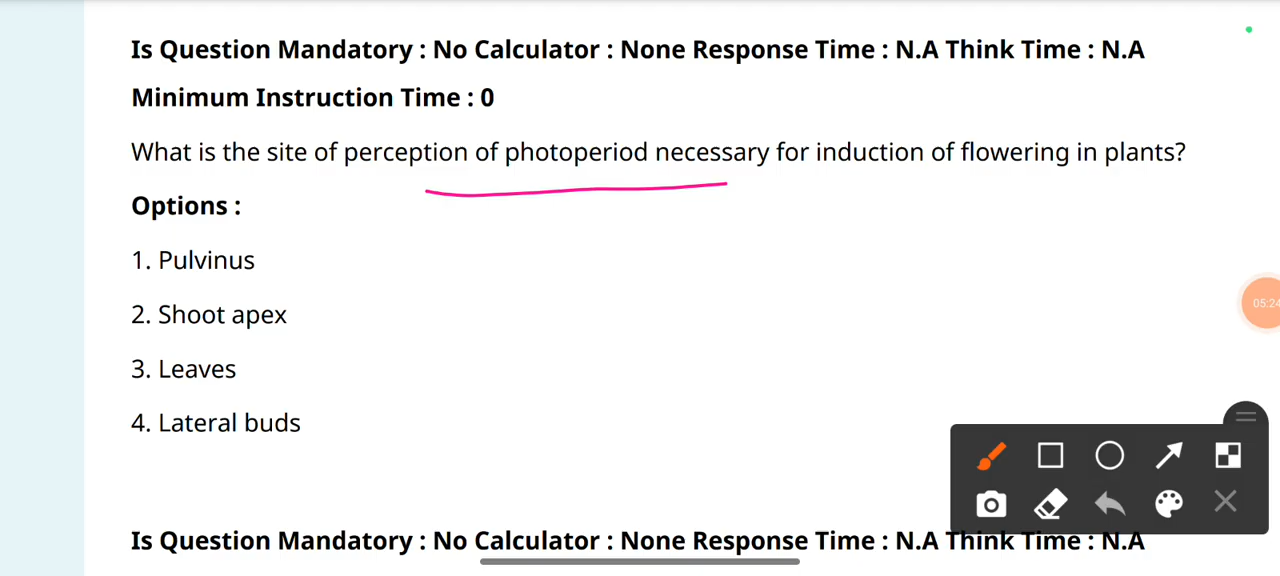 Is Question Mandatory : No Calculator : None Response Time : N.A Think Time : N.A
Minimum Instruction Time : 0
What is the site of perception of photoperiod necessary for induction of flowering in plants?
Options :
1. Pulvinus
2. Shoot apex
3. Leaves
4. Lateral buds
05:24
Is Question Mandatory : No Calculator : None Response Time : N.A Think Time : N.A